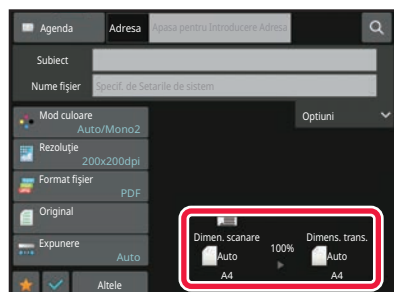 Agenda
Adresa
Apasa pentru Introducere Adresa
Subiect
Nume fişier
Specif. de Setarile de sistem
Mod culoare
Auto/Mono2
Optiuni
Rezoluţie
200x200dpi
Format fişier
PDF
Original
Expunere
Auto
Dimen. scanare
100%
Dimens. trans.
Auto
Auto
A4
A4
Altele